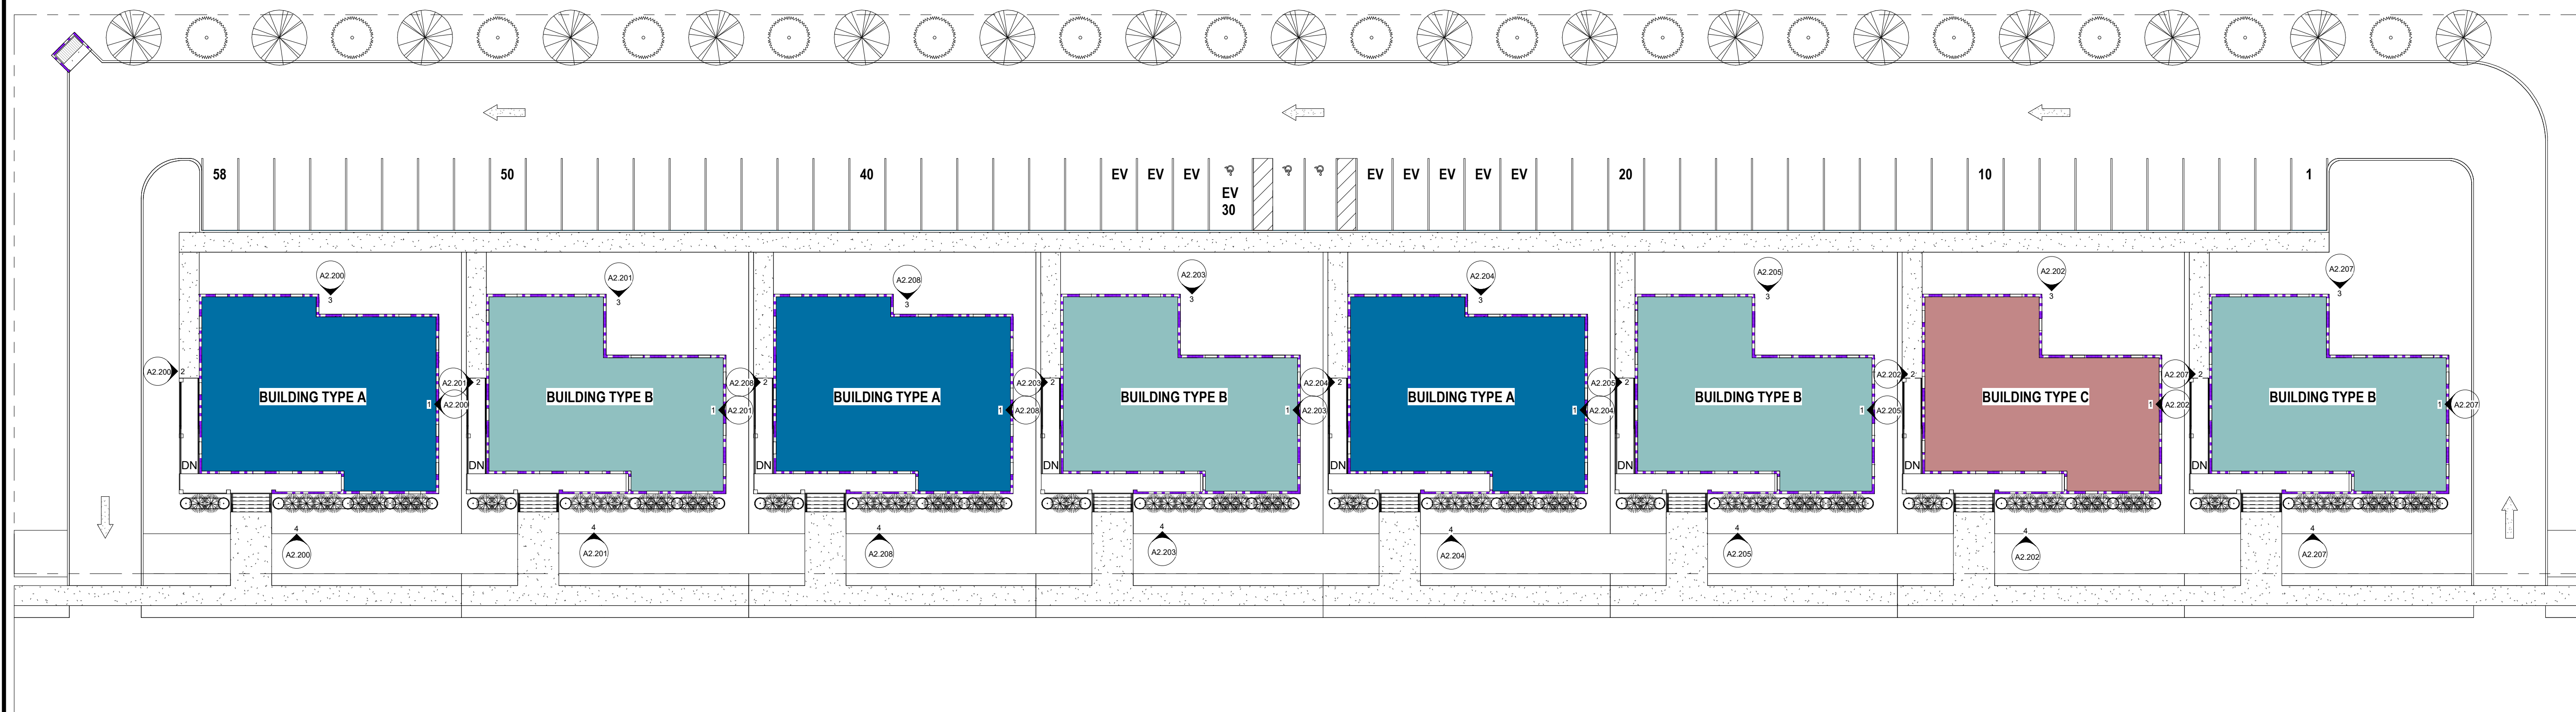 58
50
40
EV
EV
EV
EV
30
EV
EV
EV
EV
EV
20
10
1
A2.200
3
A2.201
3
A2.208
3
A2.203
3
A2.204
3
A2.205
3
A2.202
3
A2.207
3
A2.200
2
BUILDING TYPE A
1
A2.200
A2.201
2
BUILDING TYPE B
1
A2.201
A2.208
2
BUILDING TYPE A
1
A2.208
A2.203
2
BUILDING TYPE B
1
A2.203
A2.204
2
BUILDING TYPE A
1
A2.204
A2.205
2
BUILDING TYPE B
1
A2.205
A2.202
2
BUILDING TYPE C
1
A2.202
A2.207
2
BUILDING TYPE B
1
A2.207
DN
DN
DN
DN
DN
DN
DN
DN
4
A2.200
4
A2.201
4
A2.208
4
A2.203
4
A2.204
4
A2.205
4
A2.202
4
A2.207